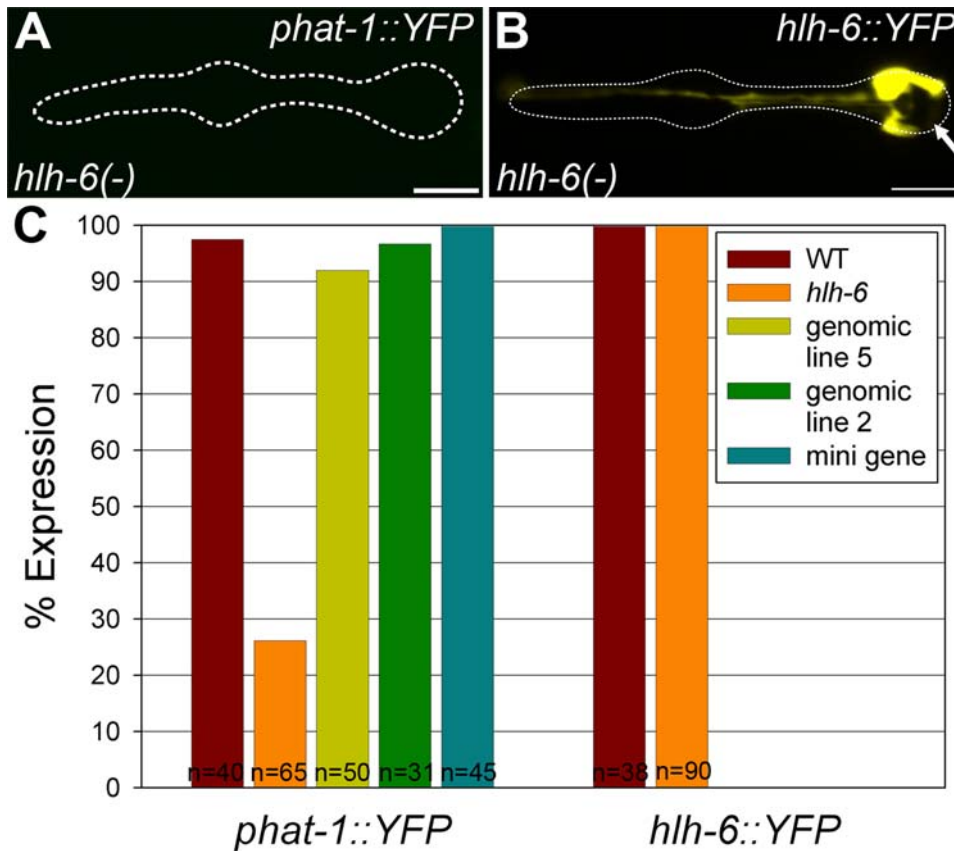 A phat-1::YFP
hlh-6(-)
B hlh-6::YFP
hlh-6(-)
C
100
90
80
70
60
50
40
30
20
10
0
% Expression
WT
hlh-6
genomic
line 5
genomic
line 2
mini gene
n=40 n=65 n=50 n=31 n=45 n=38 n=90
phat-1::YFP hlh-6::YFP